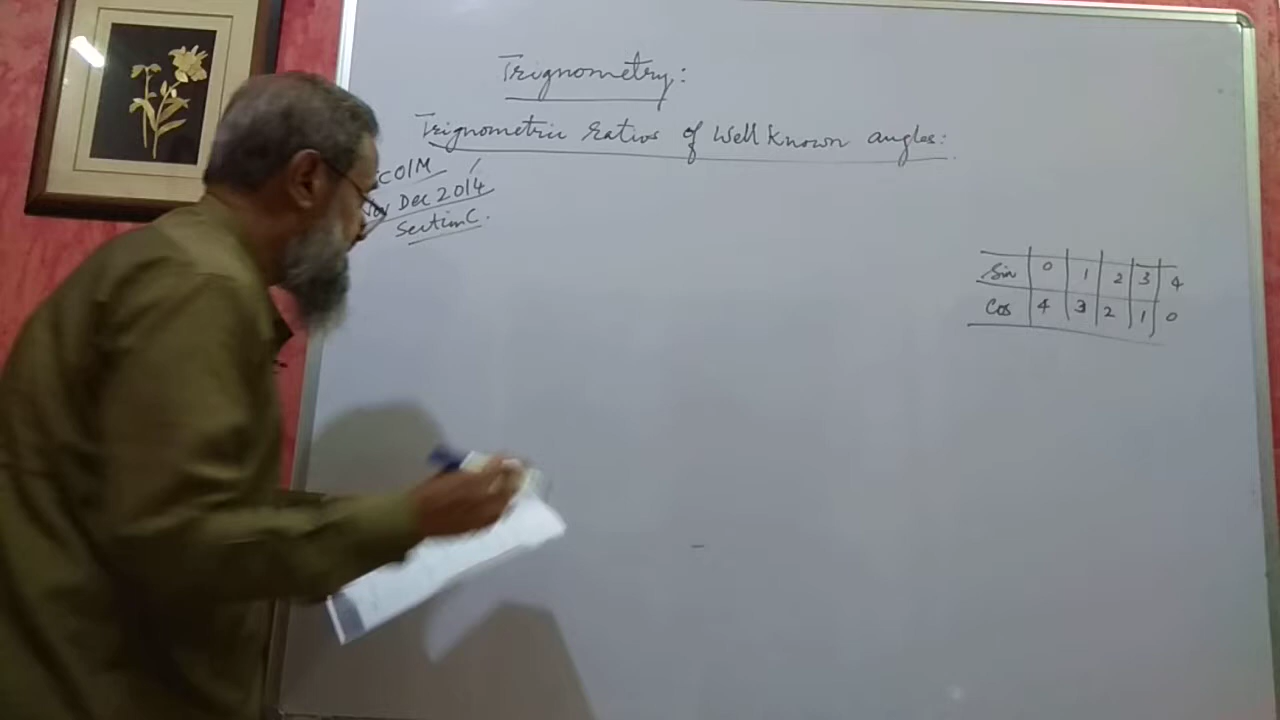 Trignometry:
Trignometric Ratios of Well Known angles:
CO1M
Nov Dec 2014
Section C.
Sin 0 1 2 3 4
Cos 4 3 2 1 0